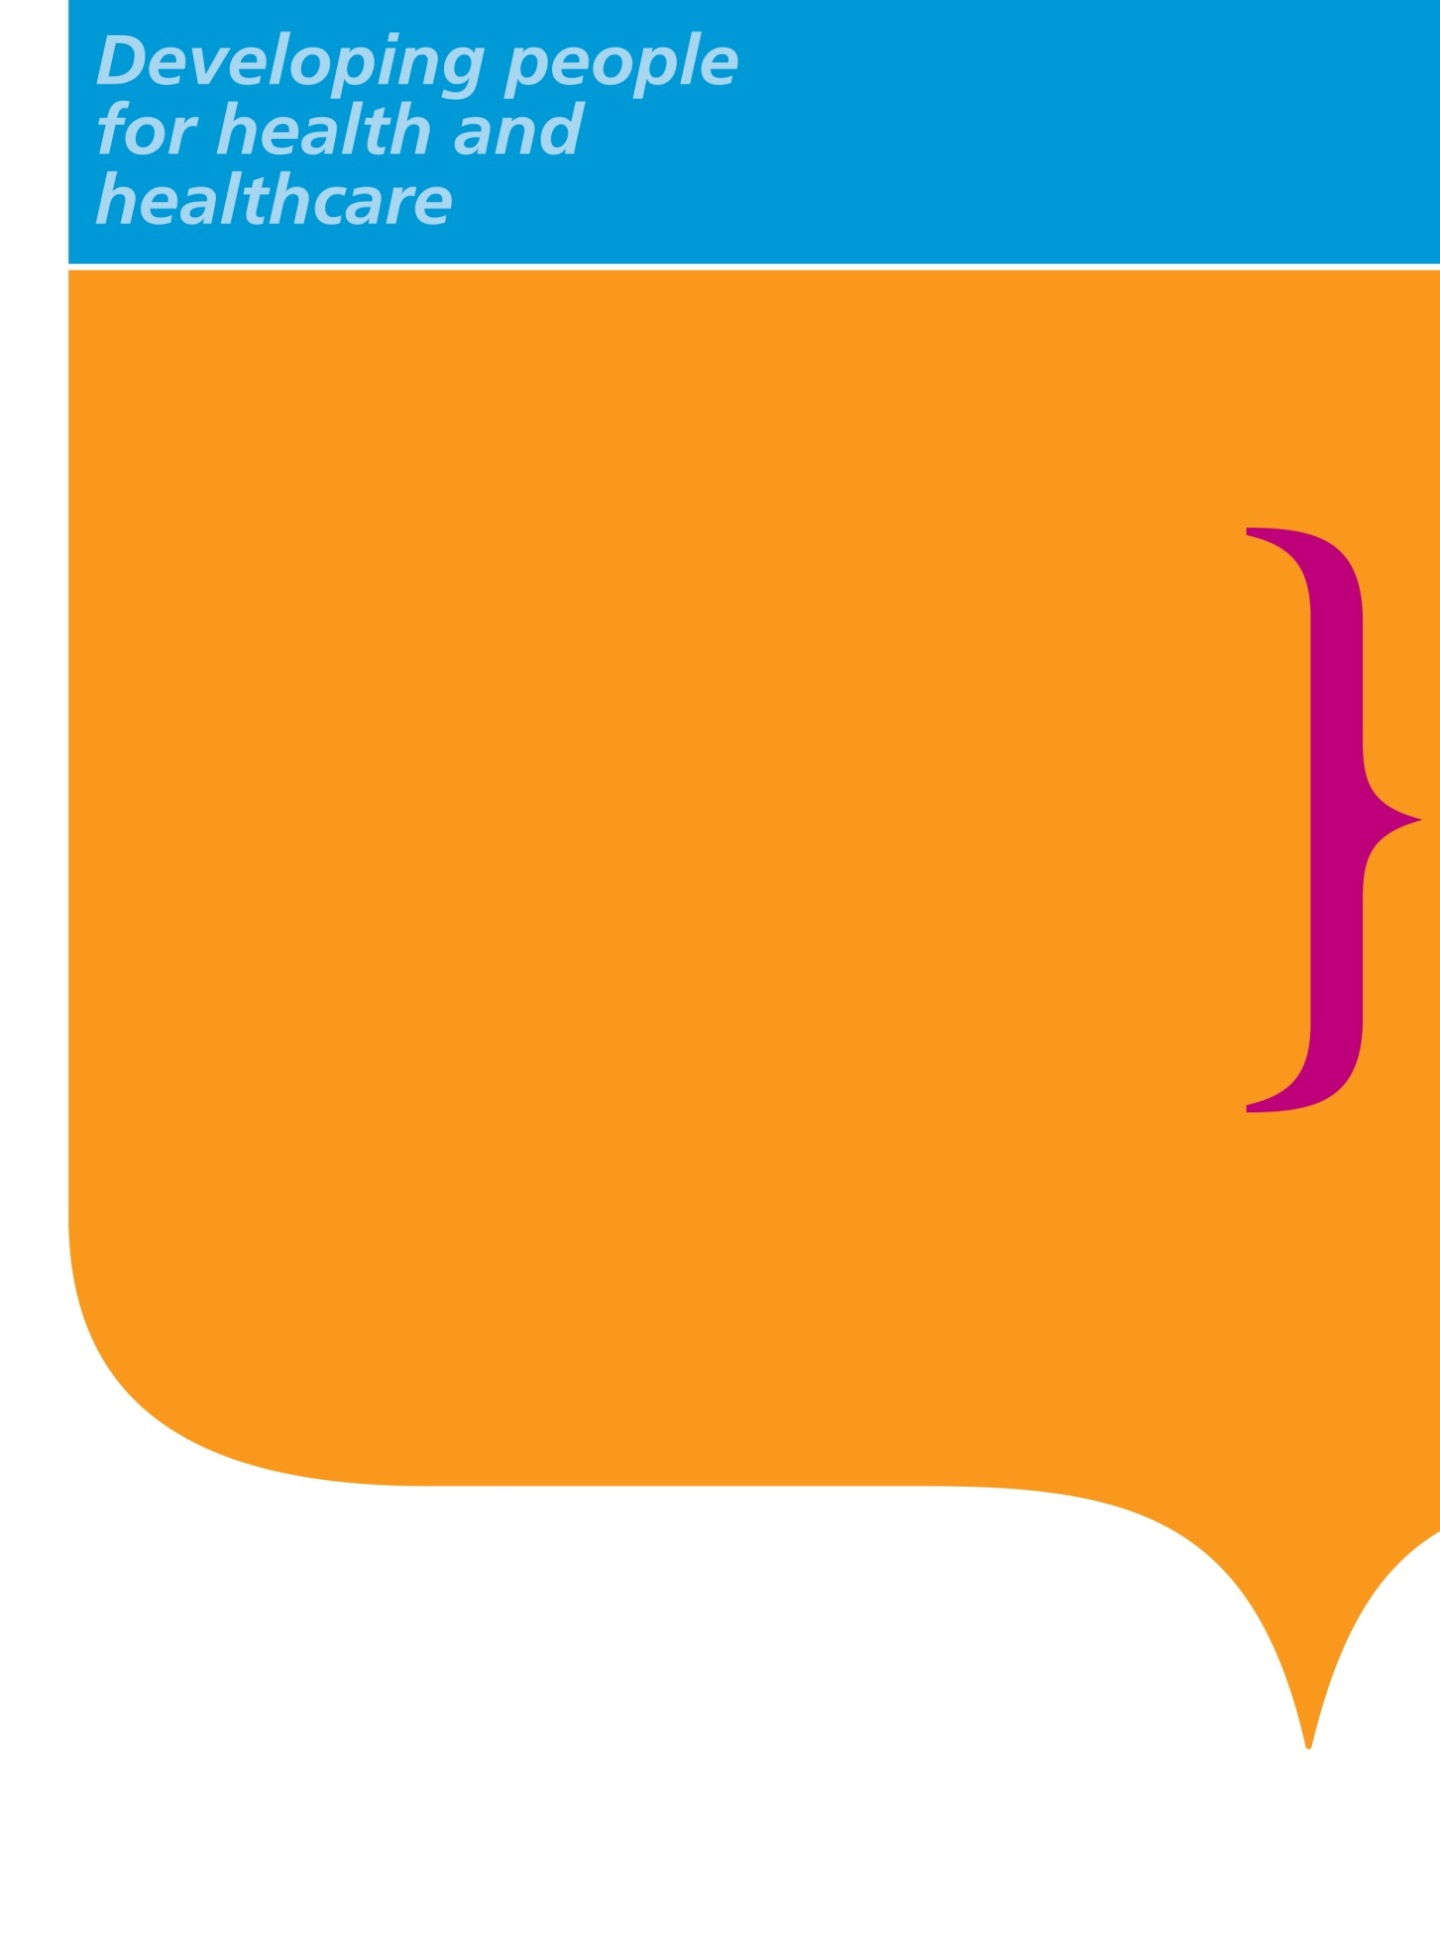 Developing people
for health and
healthcare
}